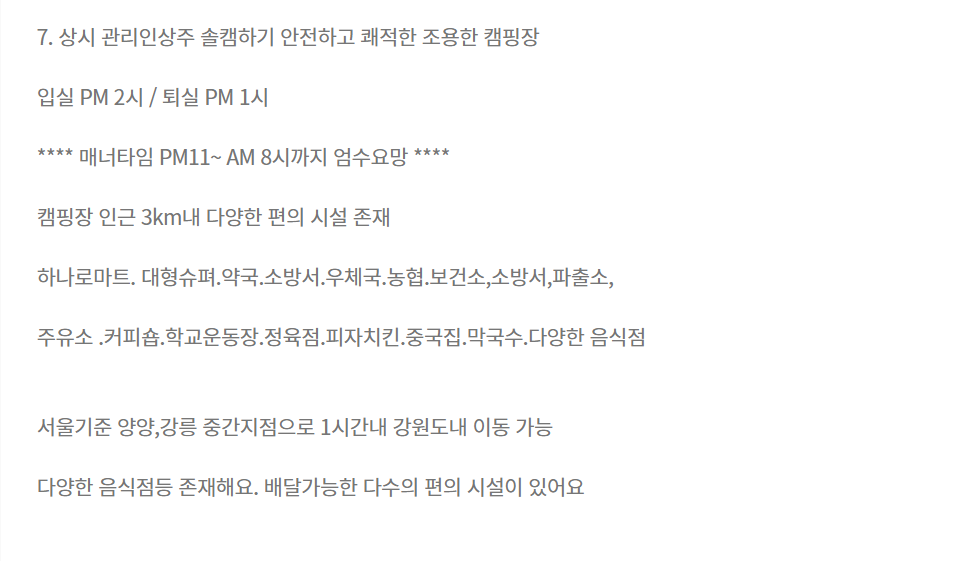 7. 상시 관리인상주 솔캠하기 안전하고 쾌적한 조용한 캠핑장
입실 PM 2시 / 퇴실 PM 1시
**** 매너타임 PM11~ AM 8시까지 엄수요망 ****
캠핑장 인근 3km내 다양한 편의 시설 존재
하나로마트. 대형슈펴.약국.소방서.우체국.농협.보건소,소방서,파출소,
주유소 .커피숍.학교운동장.정육점.피자치킨.중국집.막국수.다양한 음식점
서울기준 양양,강릉 중간지점으로 1시간내 강원도내 이동 가능
다양한 음식점등 존재해요. 배달가능한 다수의 편의 시설이 있어요